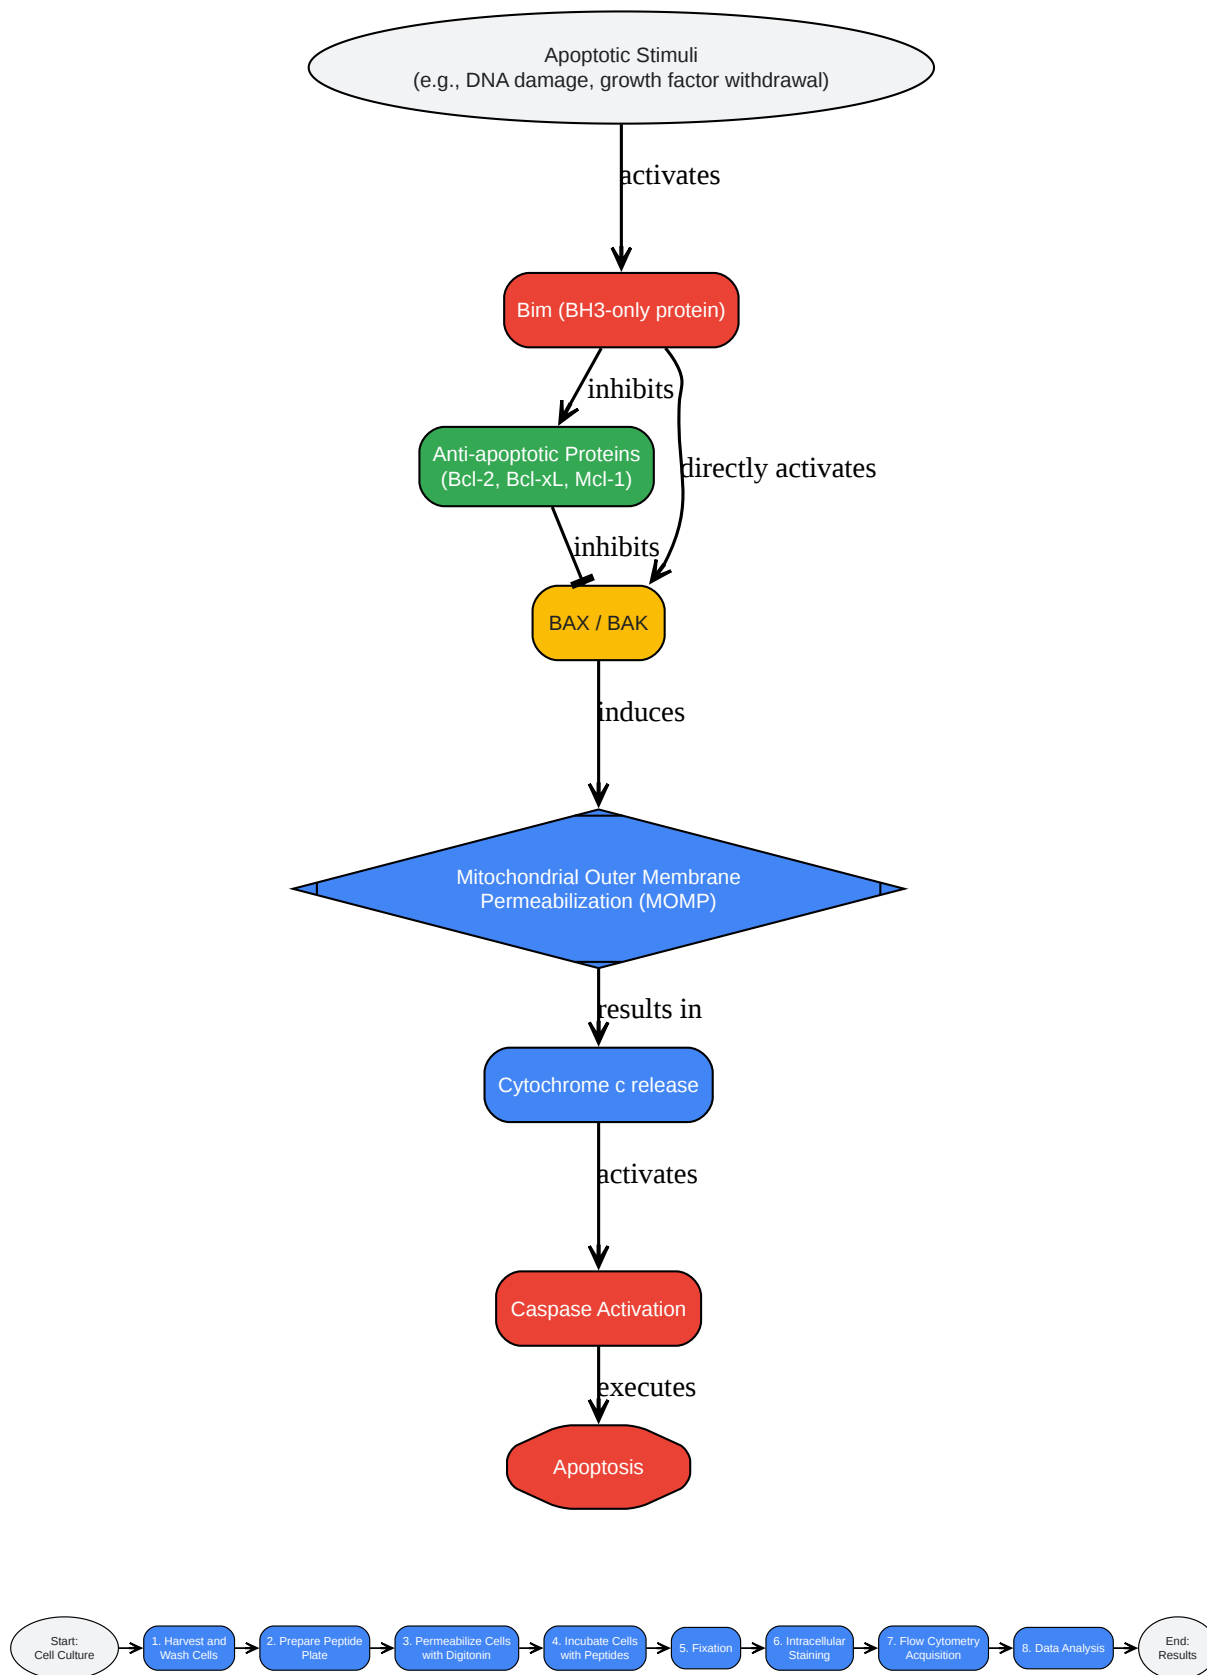 Apoptotic Stimuli
(e.g., DNA damage, growth factor withdrawal)
activates
Bim (BH3-only protein)
inhibits
Anti-apoptotic Proteins
(Bcl-2, Bcl-xL, Mcl-1)
directly activates
inhibits
BAX / BAK
induces
Mitochondrial Outer Membrane
Permeabilization (MOMP)
results in
Cytochrome c release
activates
Caspase Activation
executes
Apoptosis
Start:
Cell Culture
1. Harvest and
Wash Cells
2. Prepare Peptide
Plate
3. Permeabilize Cells
with Digitonin
4. Incubate Cells
with Peptides
5. Fixation
6. Intracellular
Staining
7. Flow Cytometry
Acquisition
8. Data Analysis
End:
Results